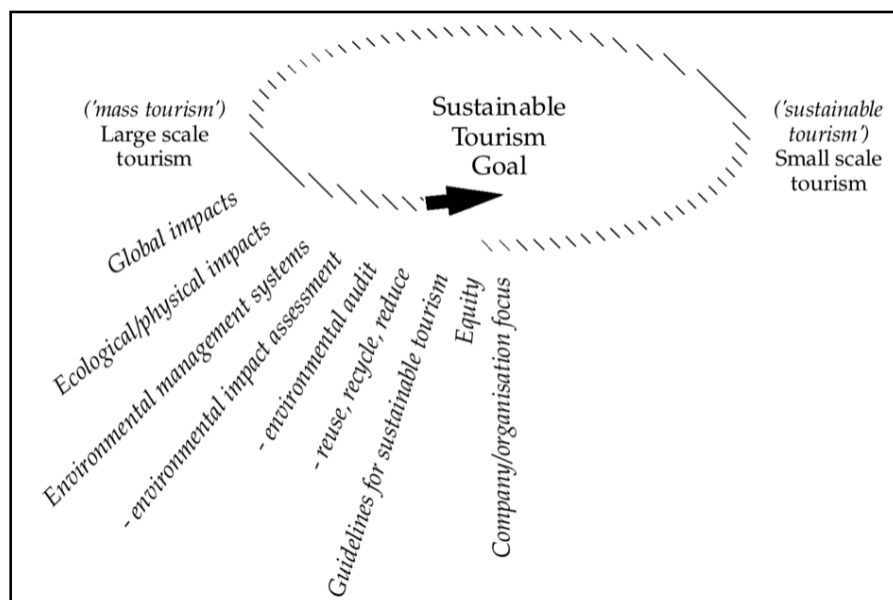 ('mass tourism')
Large scale
tourism
Sustainable
Tourism
Goal
('sustainable
tourism')
Small scale
tourism
Global impacts
Ecological/physical impacts
Environmental management systems
- environmental impact assessment
- environmental audit
- reuse, recycle, reduce
Guidelines for sustainable tourism
Equity
Company/organisation focus